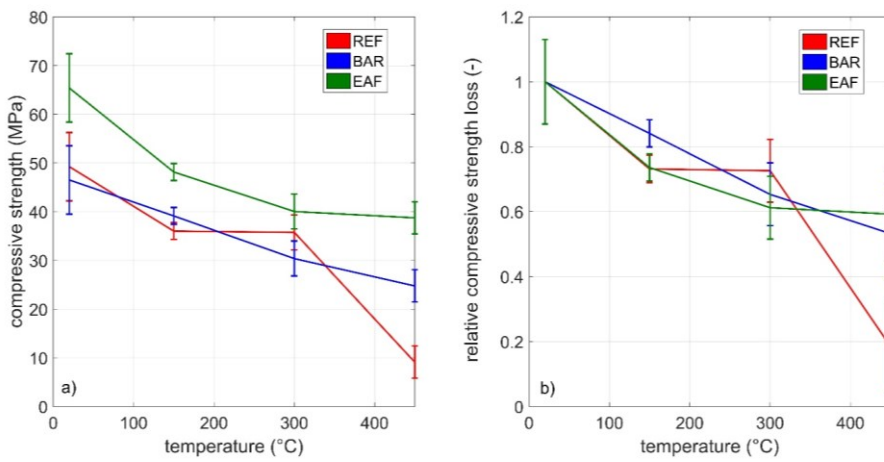 80
70
60
50
40
30
20
10
0
compressive strength (MPa)
REF
BAR
EAF
a)
0
100
200
300
400
temperature (°C)
1.2
1
0.8
0.6
0.4
0.2
0
relative compressive strength loss (-)
REF
BAR
EAF
b)
0
100
200
300
400
temperature (°C)